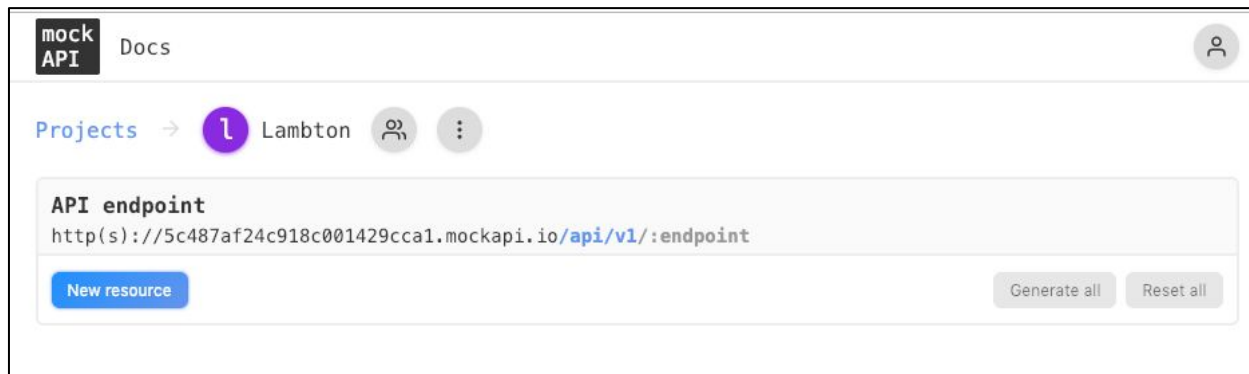 mock
API
Docs
Projects → l Lambton
API endpoint
http(s)://5c487af24c918c001429cca1.mockapi.io/api/v1/:endpoint
New resource
Generate all
Reset all